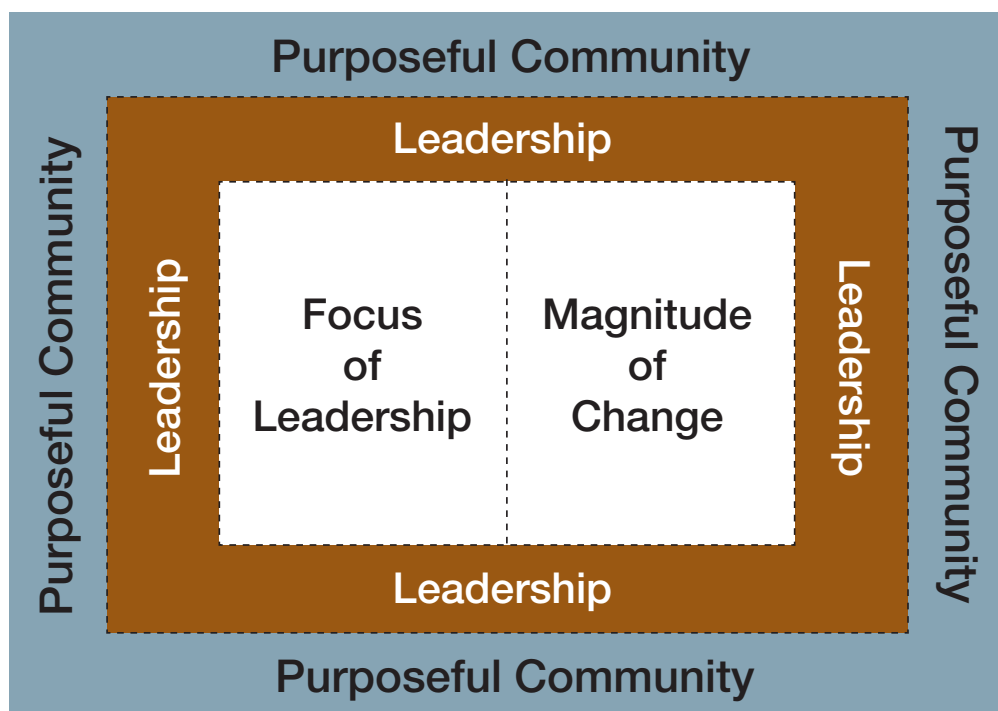 Purposeful Community
Leadership
Purposeful Community
Leadership
Focus
of
Leadership
Magnitude
of
Change
Leadership
Purposeful Community
Leadership
Purposeful Community